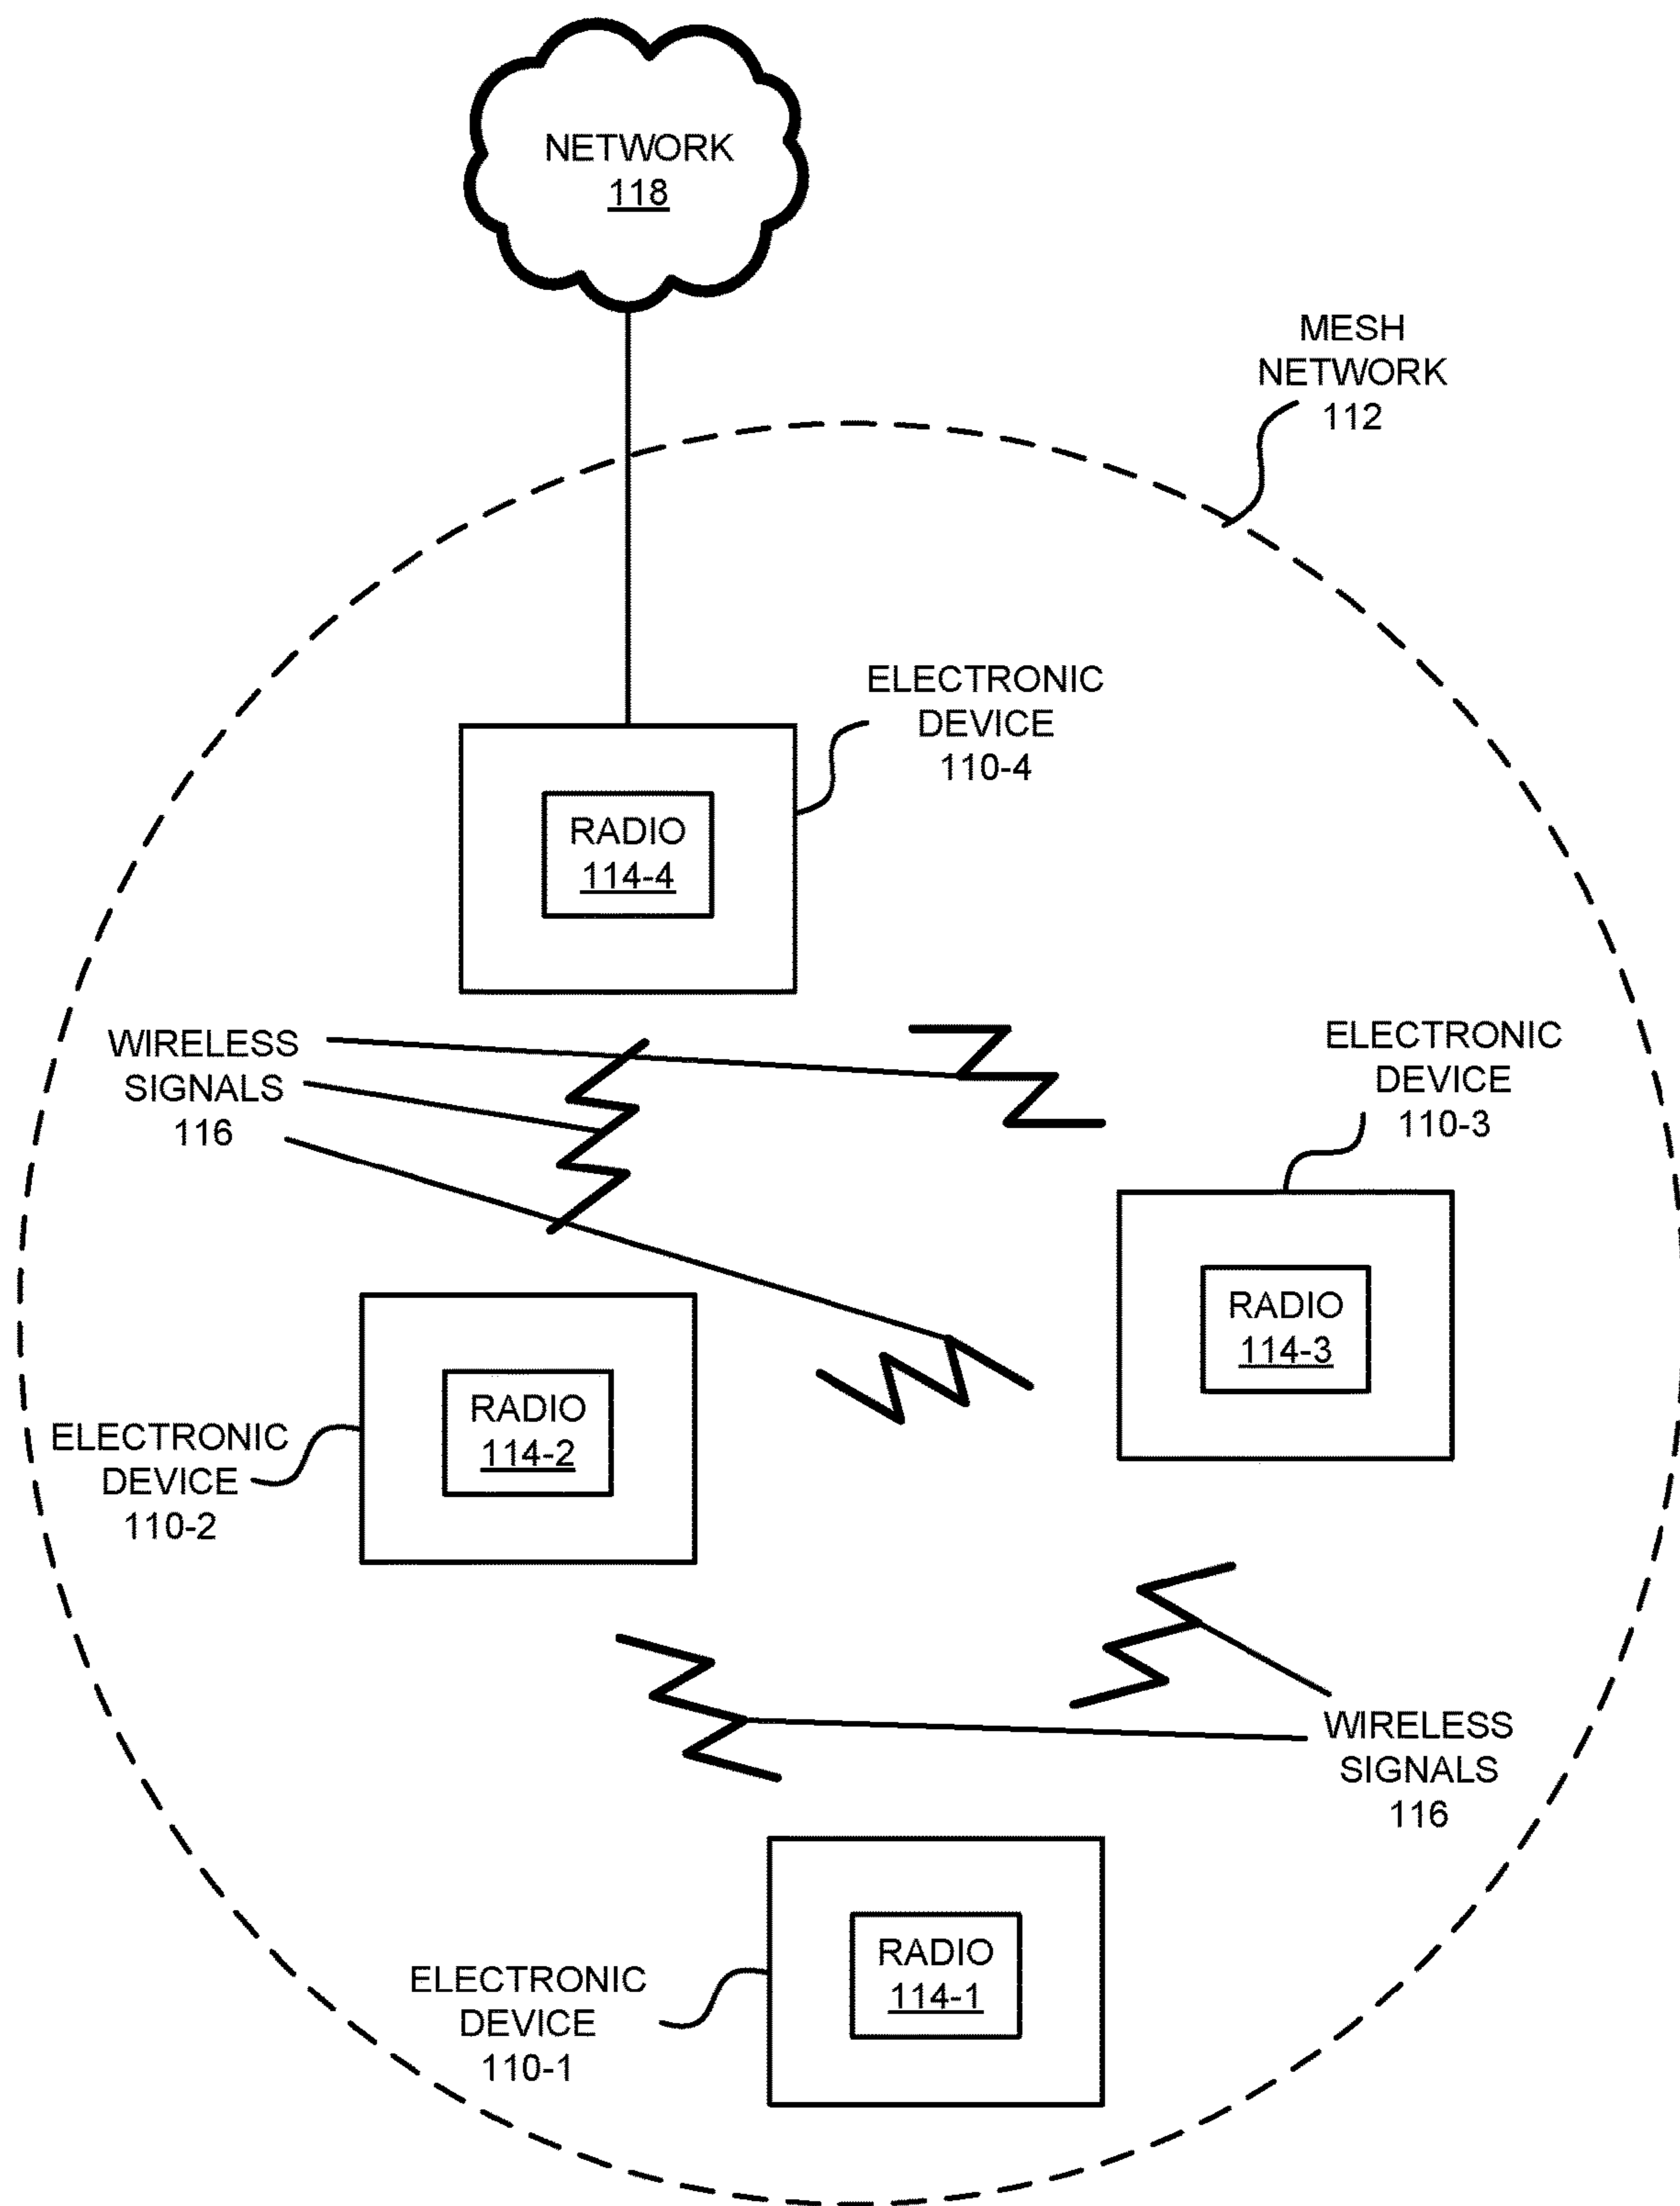 NETWORK
118
MESH
NETWORK
112
ELECTRONIC
DEVICE
110-4
RADIO
114-4
WIRELESS
SIGNALS
116
ELECTRONIC
DEVICE
110-3
RADIO
114-3
RADIO
114-2
ELECTRONIC
DEVICE
110-2
WIRELESS
SIGNALS
116
RADIO
114-1
ELECTRONIC
DEVICE
110-1